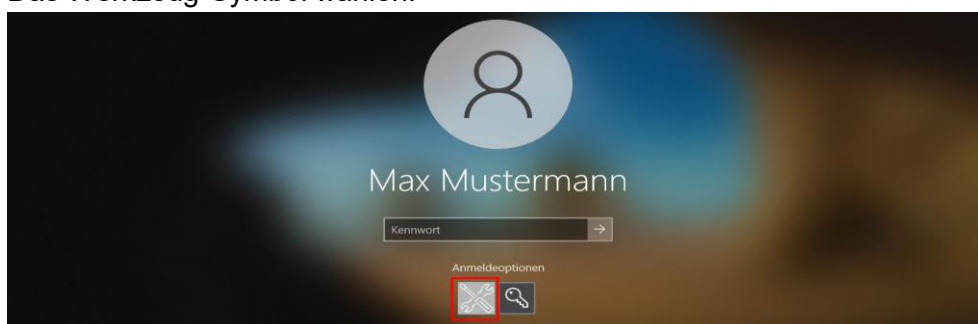 Das Werkzeug-Symbol wählen.
Max Mustermann
Kennwort
Anmeldeoptionen